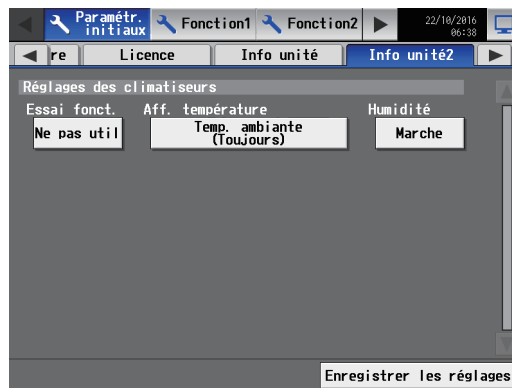 Paramétr.
initiaux
Fonction1
Fonction2
22/10/2016
06:38
re
Licence
Info unité
Info unité2
Réglages des climatiseurs
Essai fonct.
Aff. température
Humidité
Ne pas util
Temp. ambiante
(Toujours)
Marche
Enregistrer les réglages